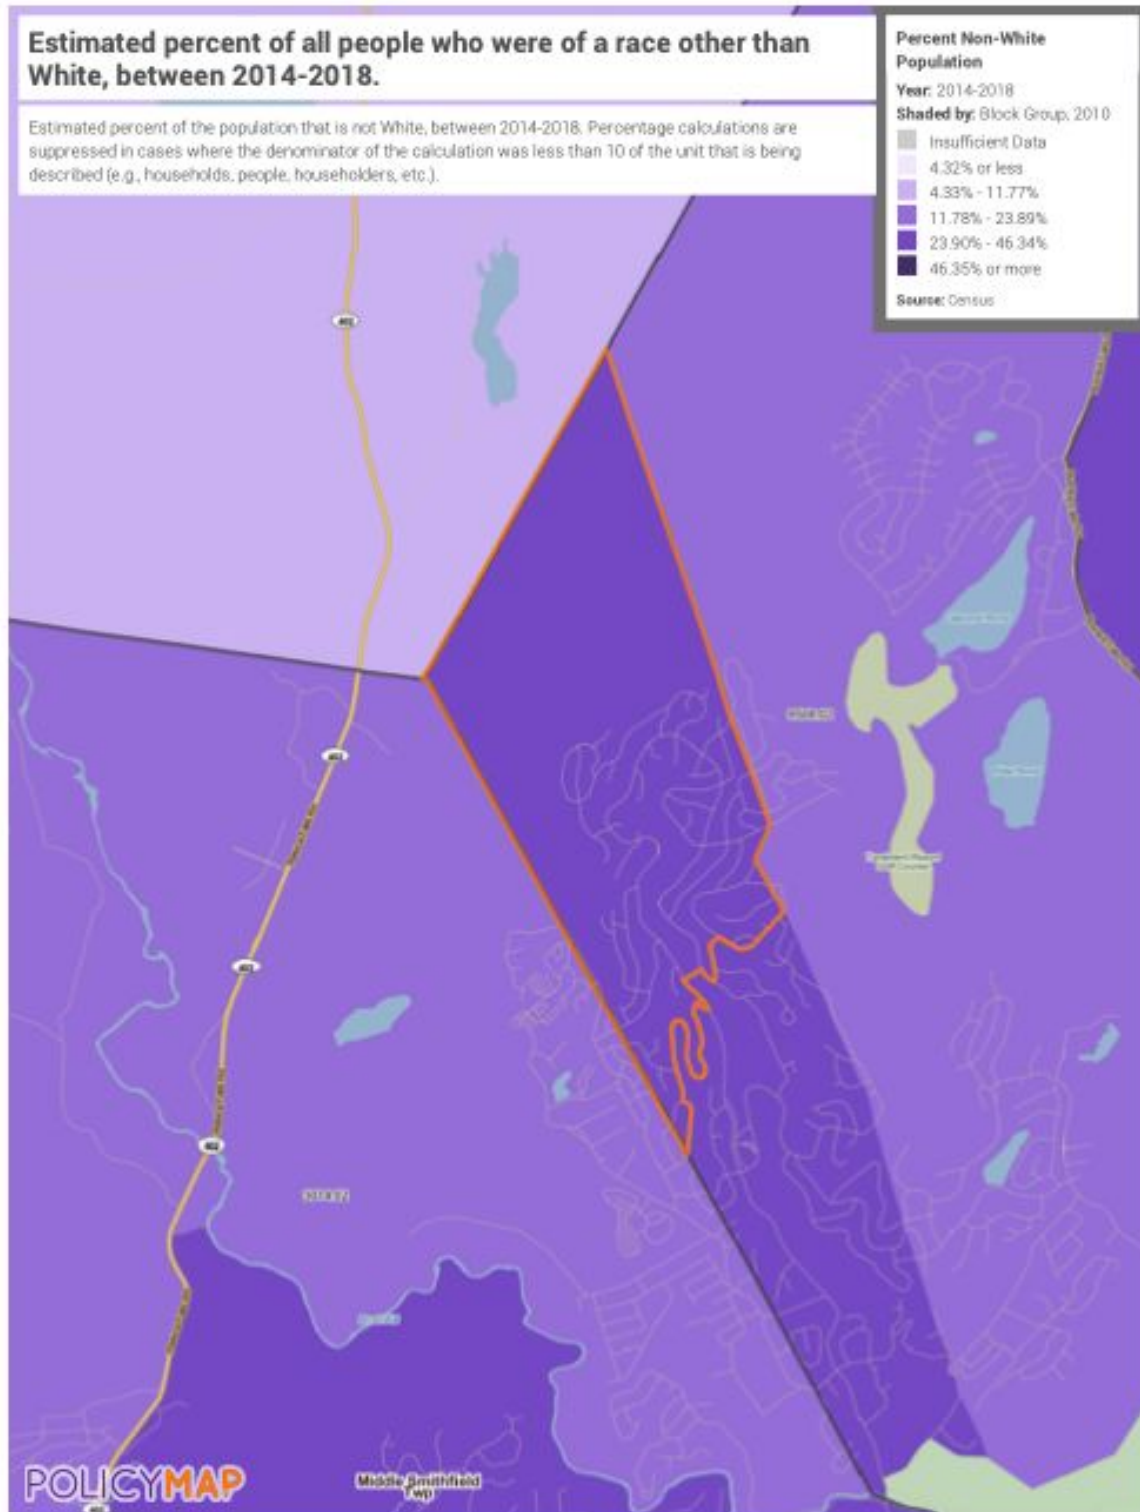 Estimated percent of all people who were of a race other than
White, between 2014-2018.
Estimated percent of the population that is not White, between 2014-2018. Percentage calculations are
suppressed in cases where the denominator of the calculation was less than 10 of the unit that is being
described (e.g., households, people, householders, etc.).
Percent Non-White
Population
Year: 2014-2018
Shaded by: Block Group, 2010
Insufficient Data
4.32% or less
4.33% - 11.77%
11.78% - 23.89%
23.90% - 46.34%
46.35% or more
Source: Census
402
402
402
402
Middle Smithfield
Twp
POLICYMAP